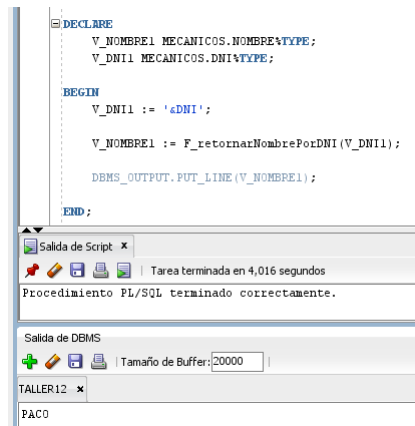 DECLARE
V_NOMBRE1 MECANICOS.NOMBRE%TYPE;
V_DNI1 MECANICOS.DNI%TYPE;
BEGIN
V_DNI1 := '&DNI';
V_NOMBRE1 := F_retornarNombrePorDNI(V_DNI1);
DBMS_OUTPUT.PUT_LINE(V_NOMBRE1);
END;
Salida de Script
Tarea terminada en 4,016 segundos
Procedimiento PL/SQL terminado correctamente.
Salida de DBMS
Tamaño de Buffer: 20000
TALLER12
PACO